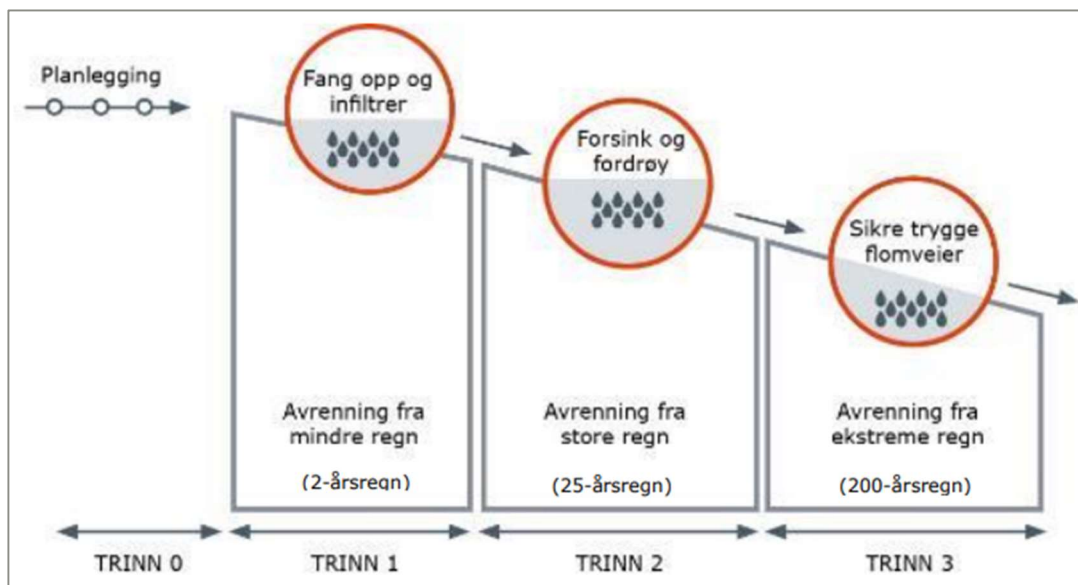 Planlegging
Fang opp og
infiltrer
Forsink og
fordrøy
Sikre trygge
flomveier
Avrenning fra
mindre regn
(2-årsregn)
Avrenning fra
store regn
(25-årsregn)
Avrenning fra
ekstreme regn
(200-årsregn)
TRINN 0
TRINN 1
TRINN 2
TRINN 3